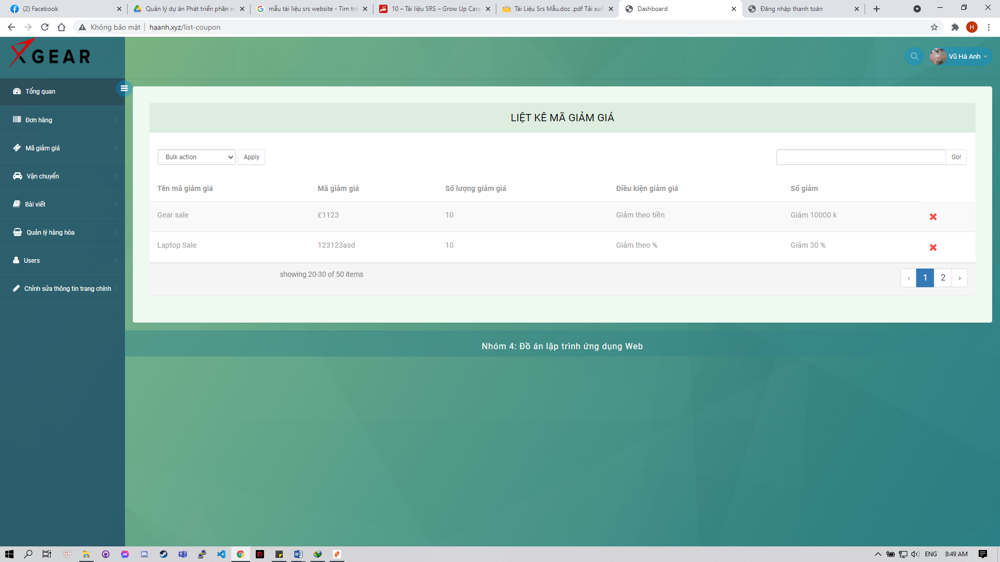 (2) Facebook
Quản lý dự án Phát triển phần m
mẫu tài liệu srs website - Tìm trê
10 – Tài liệu SRS – Grow Up Care
Tài Liệu Srs Mẫu.doc .pdf Tải xuố
Dashboard
Đăng nhập thanh toán
Không bảo mật
haanh.xyz/list-coupon
H
XGEAR
Vũ Hà Anh
Tổng quan
Đơn hàng
Mã giảm giá
Vận chuyển
Bài viết
Quản lý hàng hóa
Users
Chỉnh sửa thông tin trang chính
LIỆT KÊ MÃ GIẢM GIÁ
Bulk action
Apply
Go!
Tên mã giảm giá Mã giảm giá Số lượng giảm giá Điều kiện giảm giá Số giảm
Gear sale £1123 10 Giảm theo tiền Giảm 10000 k
Laptop Sale 123123asd 10 Giảm theo % Giảm 30 %
showing 20-30 of 50 items
‹ 1 2 ›
Nhóm 4: Đồ án lập trình ứng dụng Web
ENG
8:49 AM